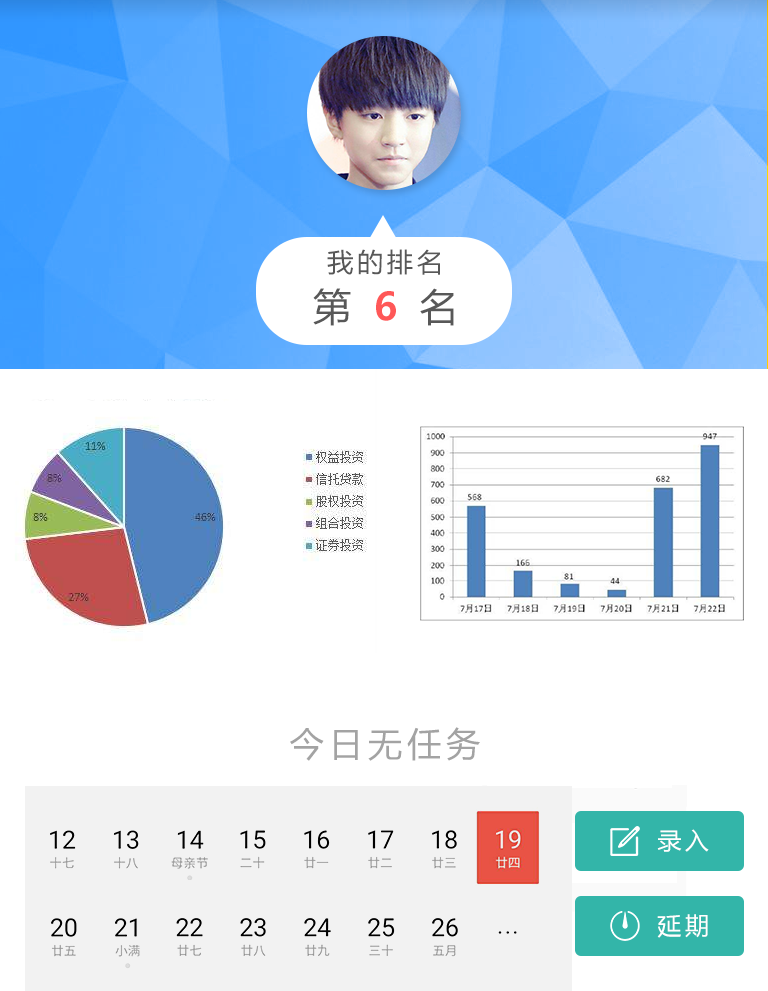 我的排名
第 6 名
11%
8%
8%
46%
27%
权益投资
信托贷款
股权投资
组合投资
证券投资
1000
900
800
700
600
500
400
300
200
100
0
568
166
81
44
682
947
7月17日 7月18日 7月19日 7月20日 7月21日 7月22日
今日无任务
12 13 14 15 16 17 18 19
十七 十八 母亲节 二十 廿一 廿二 廿三 廿四
20 21 22 23 24 25 26 ...
廿五 小满 廿七 廿八 廿九 三十 五月
录入
延期